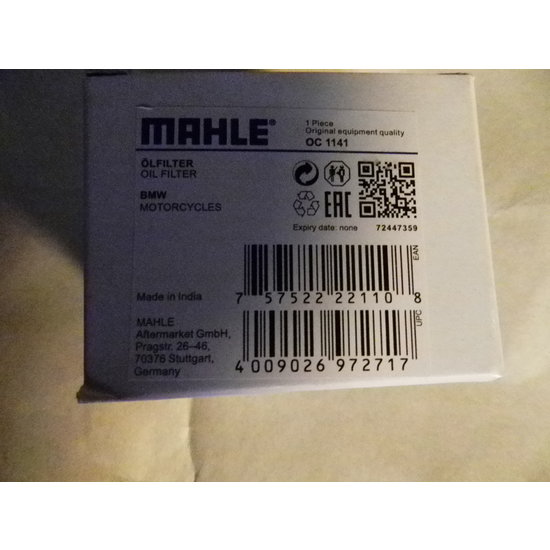 MAHLE®
1 Piece
Original equipment quality
OC 1141
ÖLFILTER
OIL FILTER
BMW
MOTORCYCLES
EAC
Expiry date: none 72447359
EAN
7 57522 22110 8
Made in India
UPC
MAHLE
Aftermarket GmbH,
Pragstr. 26–46,
70376 Stuttgart,
Germany
4 009026 972717